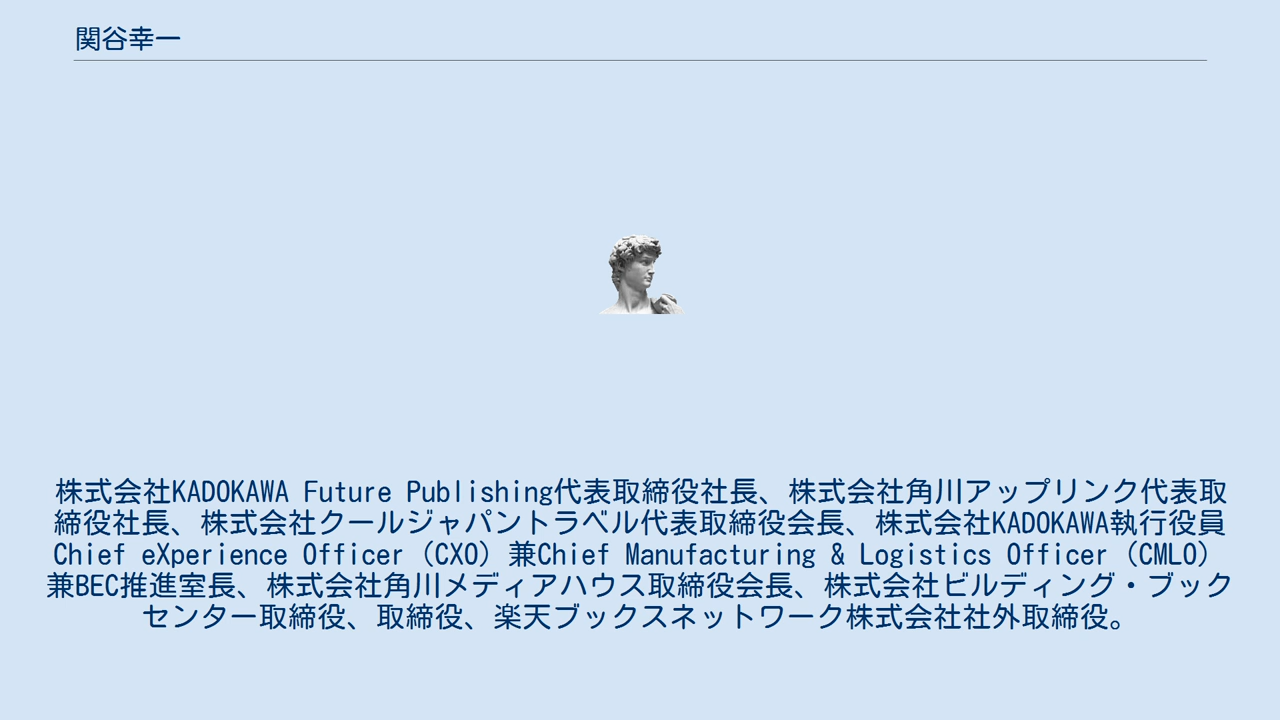 関谷幸一
株式会社KADOKAWA Future Publishing代表取締役社長、株式会社角川アップリンク代表取
締役社長、株式会社クールジャパントラベル代表取締役会長、株式会社KADOKAWA執行役員
Chief eXperience Officer（CXO）兼Chief Manufacturing & Logistics Officer（CMLO）
兼BEC推進室長、株式会社角川メディアハウス取締役会長、株式会社ビルディング・ブック
センター取締役、取締役、楽天ブックスネットワーク株式会社社外取締役。